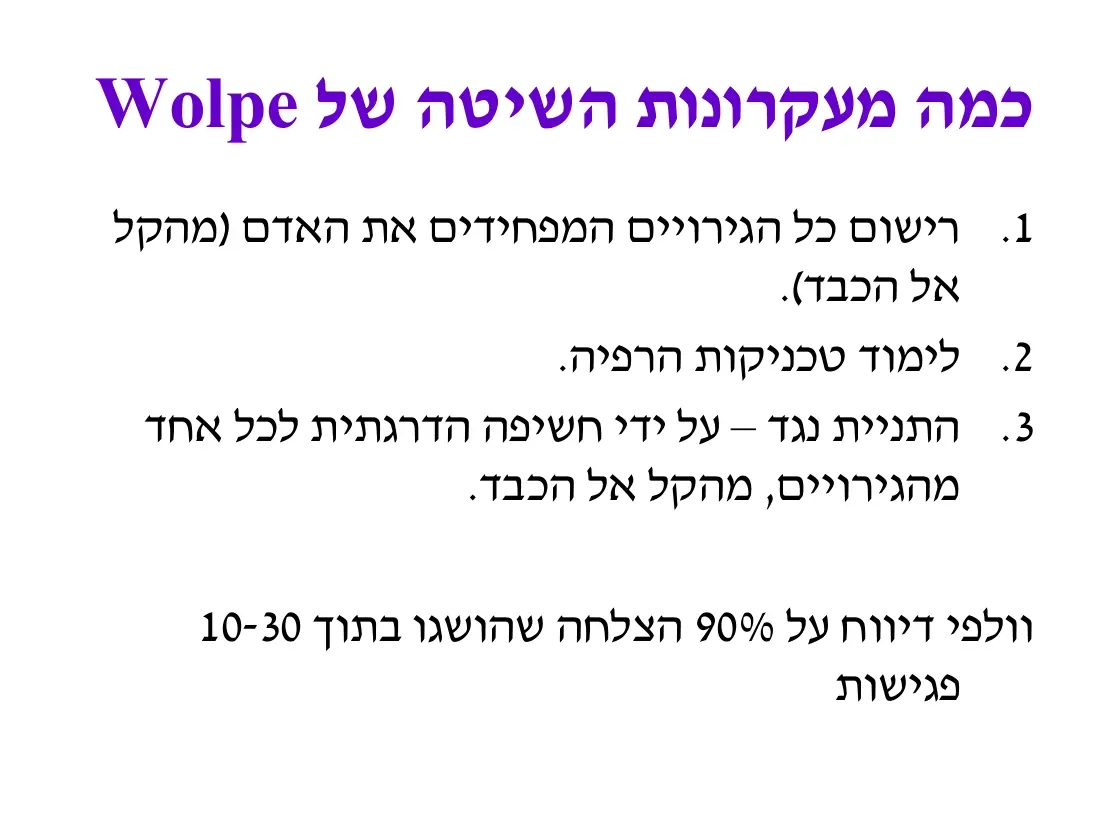 כמה מעקרונות השיטה של Wolpe
1. רישום כל הגירויים המפחידים את האדם (מהקל
אל הכבד).
2. לימוד טכניקות הרפיה.
3. התניית נגד – על ידי חשיפה הדרגתית לכל אחד
מהגירויים, מהקל אל הכבד.
וולפי דיווח על 90% הצלחה שהושגו בתוך 10-30
פגישות